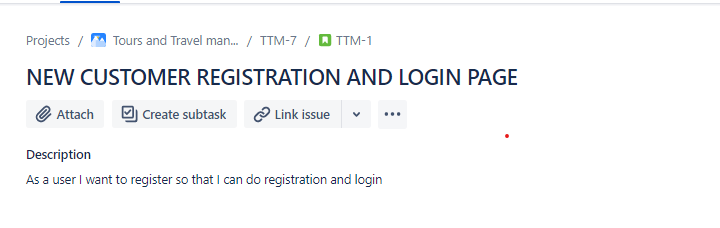 Projects / Tours and Travel man... / TTM-7 / TTM-1
NEW CUSTOMER REGISTRATION AND LOGIN PAGE
Attach Create subtask Link issue
Description
As a user I want to register so that I can do registration and login